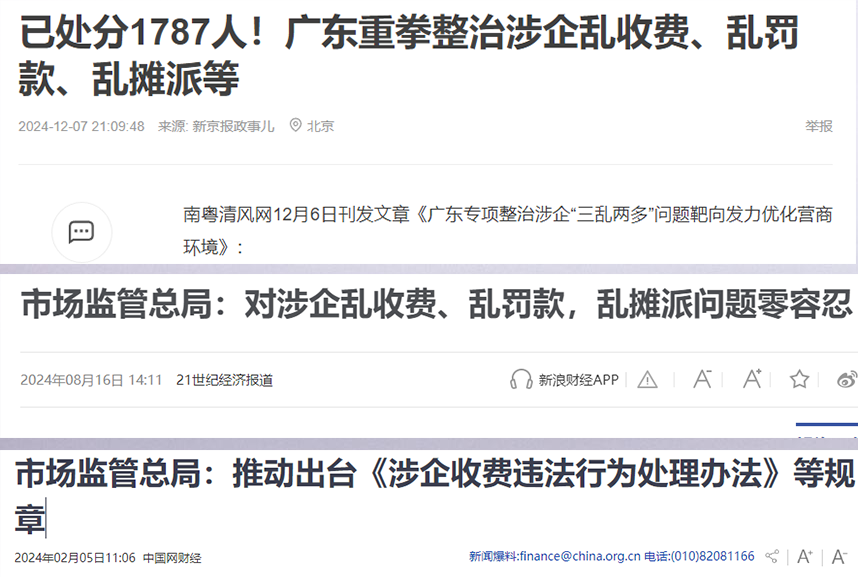 已处分1787人！广东重拳整治涉企乱收费、乱罚
款、乱摊派等
2024-12-07 21:09:48 来源: 新京报政事儿 北京 举报
南粤清风网12月6日刊发文章《广东专项整治涉企“三乱两多”问题靶向发力优化营商
环境》：
市场监管总局：对涉企乱收费、乱罚款，乱摊派问题零容忍
2024年08月16日 14:11 21世纪经济报道 新浪财经APP A- A+
市场监管总局：推动出台《涉企收费违法行为处理办法》等规
章
2024年02月05日11:06 中国网财经 新闻爆料:finance@china.org.cn 电话:(010)82081166 A+ A-